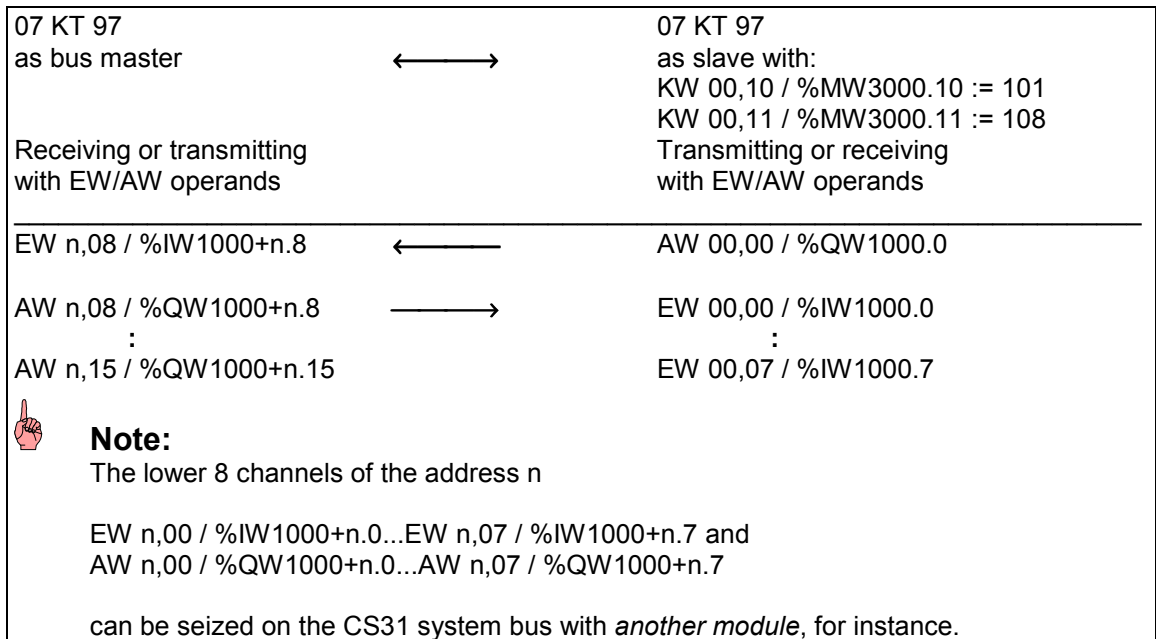 07 KT 97 07 KT 97
as bus master ⟷ as slave with:
KW 00,10 / %MW3000.10 := 101
KW 00,11 / %MW3000.11 := 108
Receiving or transmitting Transmitting or receiving
with EW/AW operands with EW/AW operands
EW n,08 / %IW1000+n.8 ⟵ AW 00,00 / %QW1000.0
AW n,08 / %QW1000+n.8 ⟶ EW 00,00 / %IW1000.0
: :
AW n,15 / %QW1000+n.15 EW 00,07 / %IW1000.7
Note:
The lower 8 channels of the address n
EW n,00 / %IW1000+n.0...EW n,07 / %IW1000+n.7 and
AW n,00 / %QW1000+n.0...AW n,07 / %QW1000+n.7
can be seized on the CS31 system bus with another module, for instance.